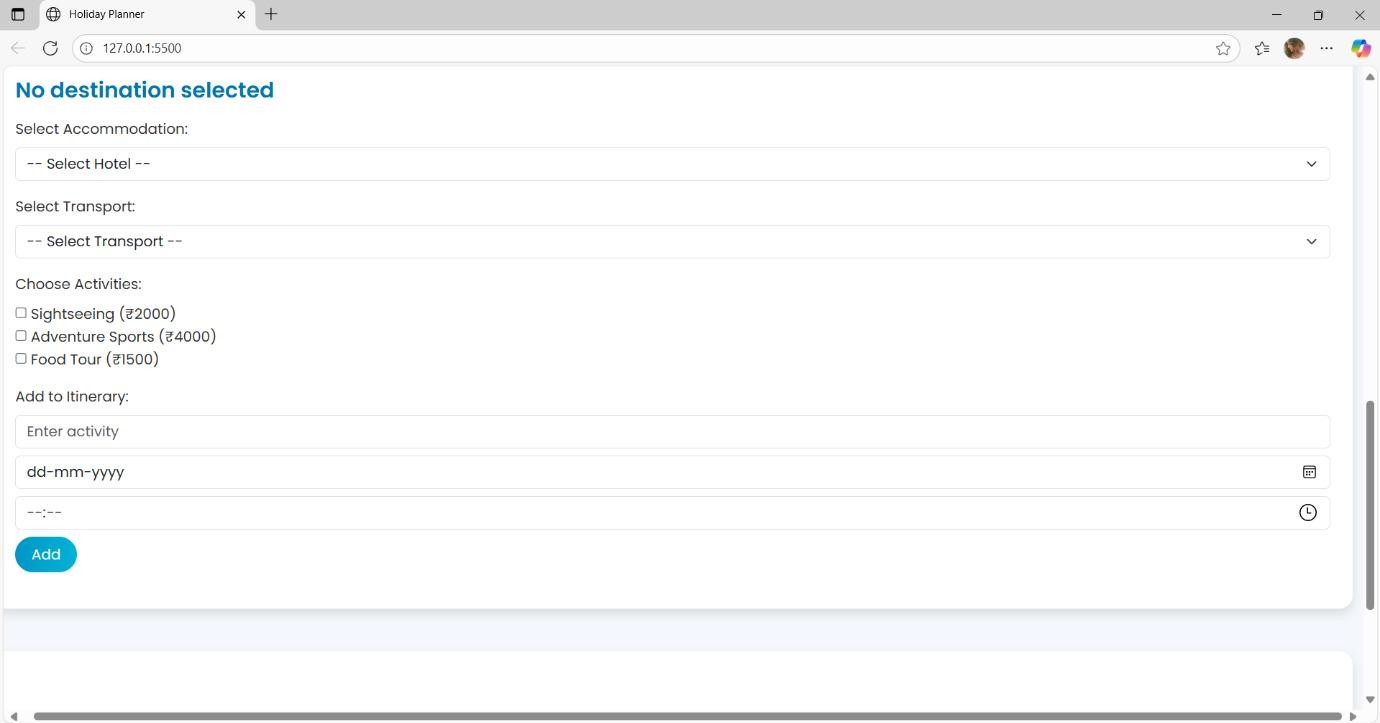 Holiday Planner
127.0.0.1:5500
No destination selected
Select Accommodation:
-- Select Hotel --
Select Transport:
-- Select Transport --
Choose Activities:
Sightseeing (₹2000)
Adventure Sports (₹4000)
Food Tour (₹1500)
Add to Itinerary:
Enter activity
dd-mm-yyyy
--:--
Add